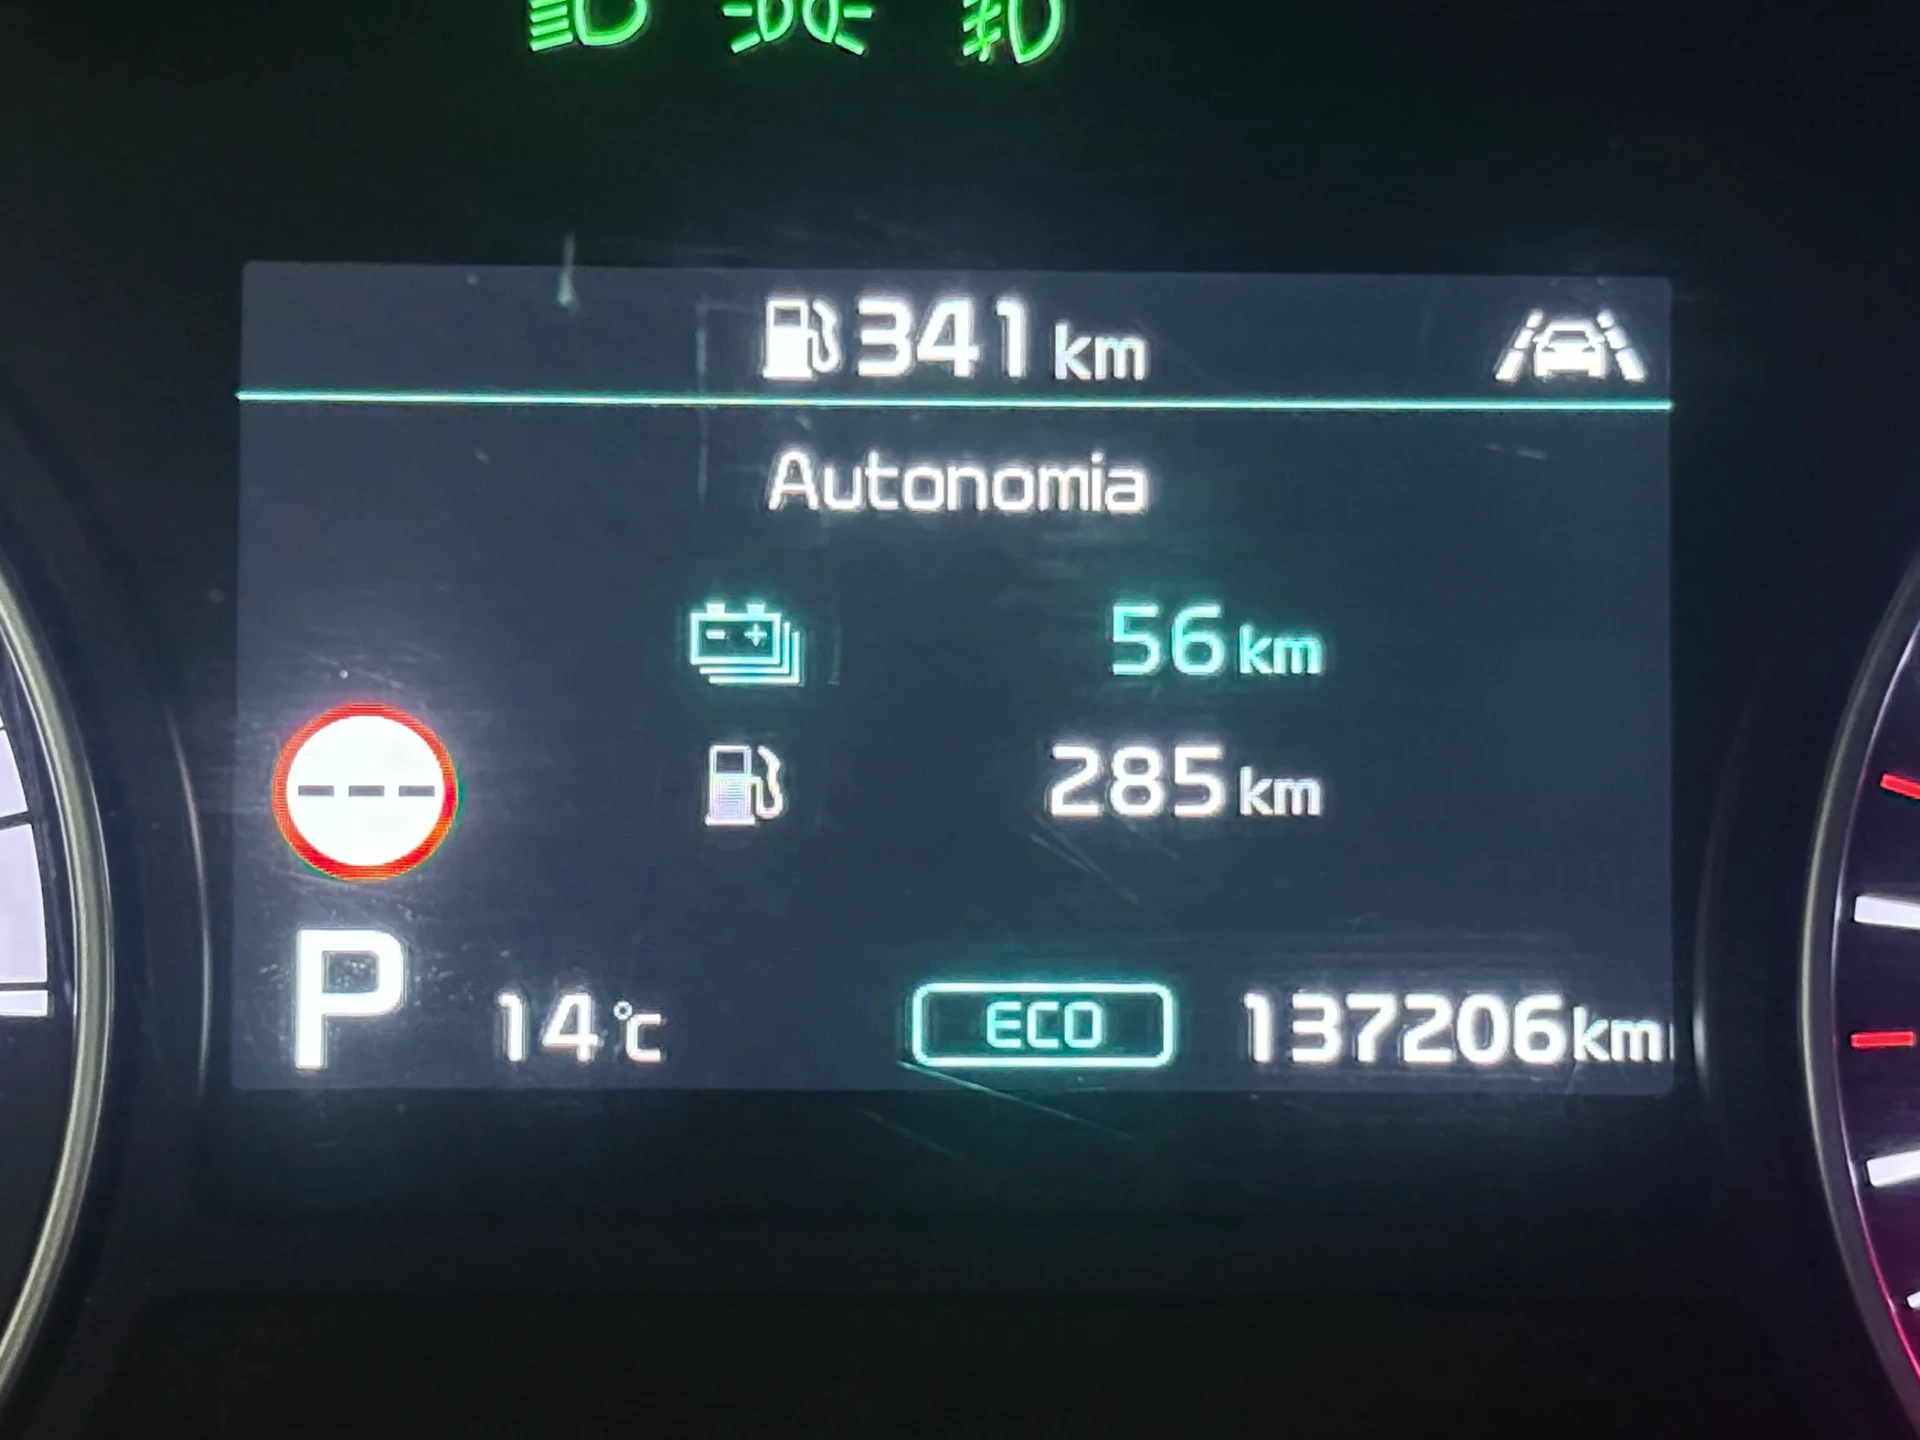 341 km
Autonomia
56 km
285 km
---
P 14°C ECO 137206km